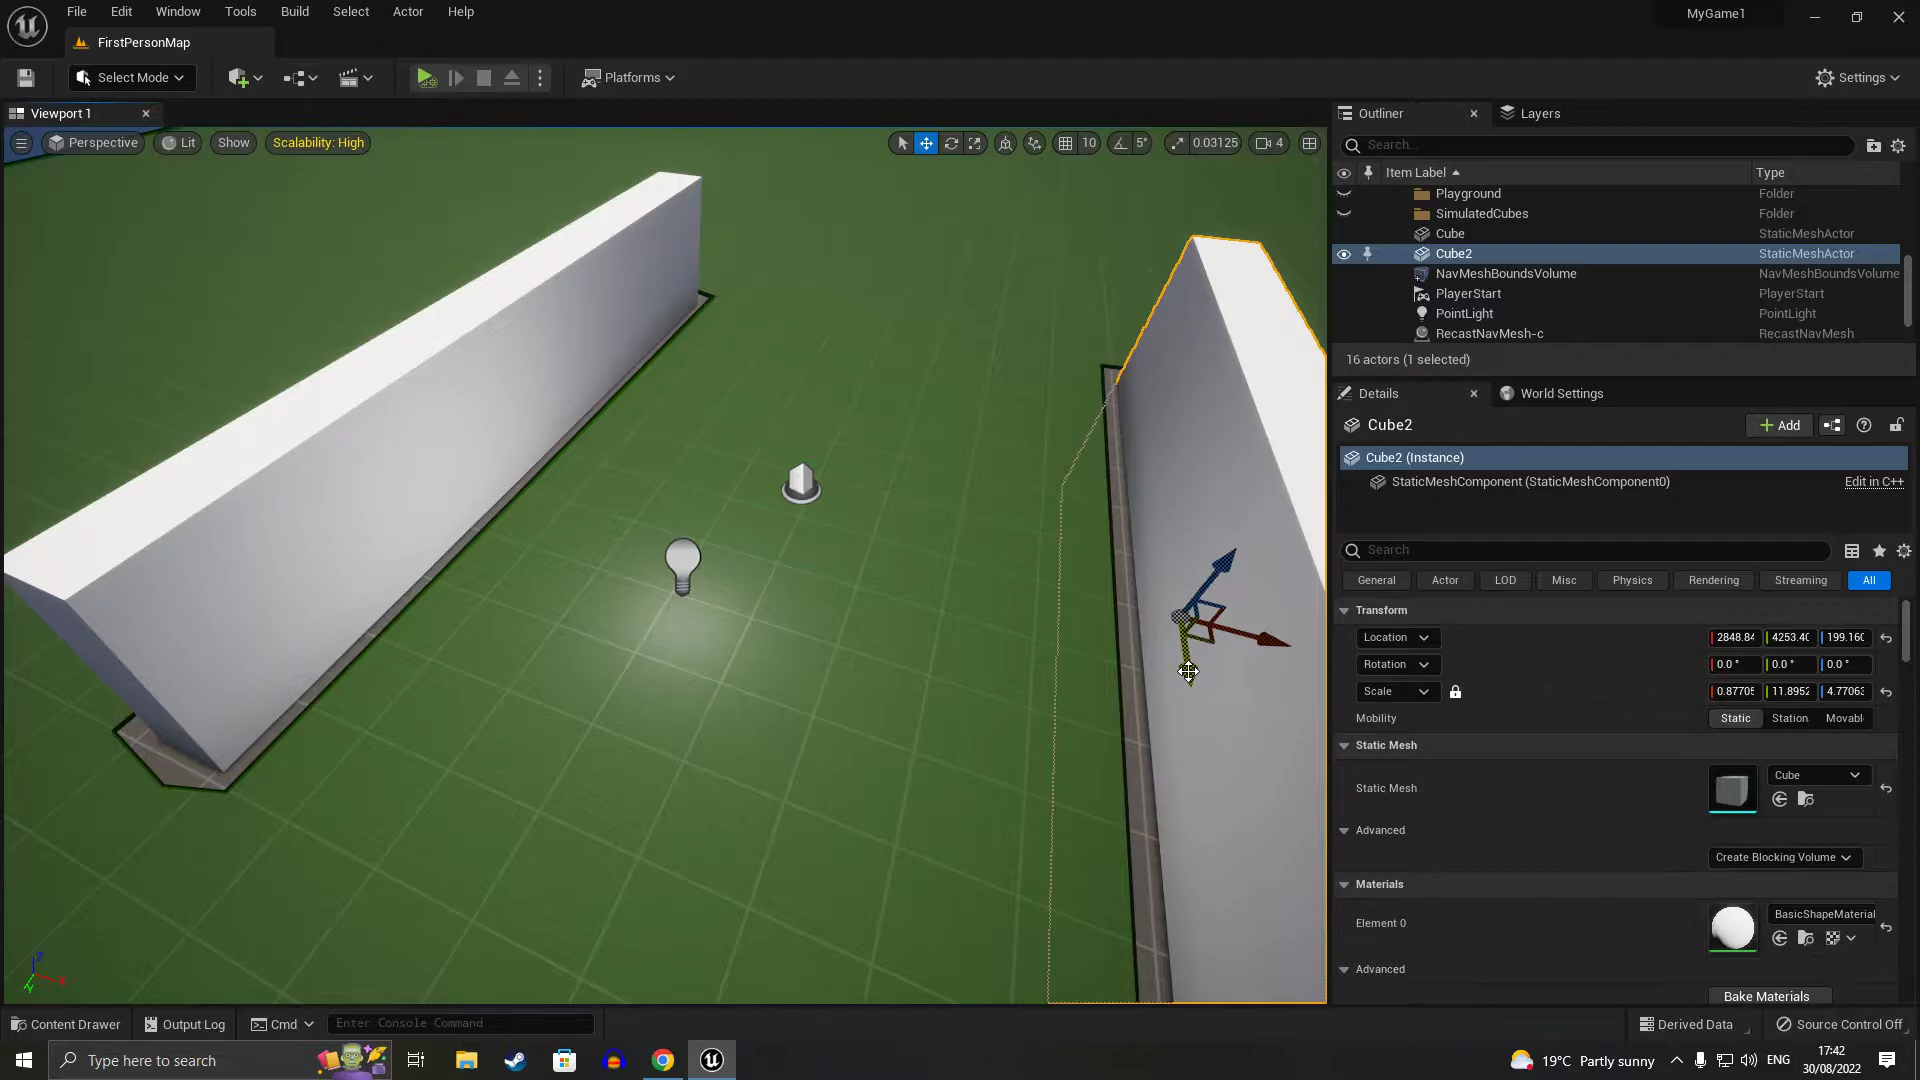 File Edit Window Tools Build Select Actor Help
MyGame1
FirstPersonMap
Select Mode
Platforms
Settings
Viewport 1
Outliner
Layers
Perspective
Lit
Show
Scalability: High
10
5°
0.03125
4
Search...
Item Label
Type
Playground Folder
SimulatedCubes Folder
Cube StaticMeshActor
Cube2 StaticMeshActor
NavMeshBoundsVolume NavMeshBoundsVolume
PlayerStart PlayerStart
PointLight PointLight
RecastNavMesh-c RecastNavMesh
16 actors (1 selected)
Details
World Settings
Cube2
Add
Cube2 (Instance)
StaticMeshComponent (StaticMeshComponent0)
Edit in C++
Search
General Actor LOD Misc Physics Rendering Streaming All
Transform
Location 2848.84 4253.40 199.160
Rotation 0.0 ° 0.0 ° 0.0 °
Scale 0.87705 11.8952 4.77063
Mobility Static Station Movabl
Static Mesh
Static Mesh
Cube
Advanced
Create Blocking Volume
Materials
Element 0
BasicShapeMaterial
Advanced
Bake Materials
Z
X
Y
Content Drawer
Output Log
Cmd
Enter Console Command
Derived Data
Source Control Off
Type here to search
19°C Partly sunny
ENG
17:42
30/08/2022